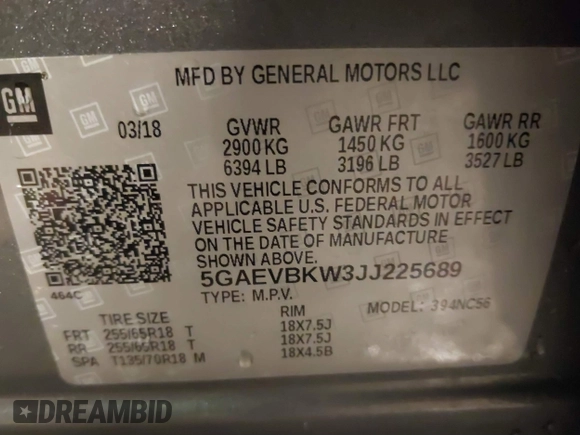 GM
MFD BY GENERAL MOTORS LLC
03/18 GVWR GAWR FRT GAWR RR
2900 KG 1450 KG 1600 KG
6394 LB 3196 LB 3527 LB
THIS VEHICLE CONFORMS TO ALL
APPLICABLE U.S. FEDERAL MOTOR
VEHICLE SAFETY STANDARDS IN EFFECT
ON THE DATE OF MANUFACTURE
SHOWN ABOVE.
464C 5GAEVBKW3JJ225689
TYPE: M.P.V. MODEL: 394NC56
TIRE SIZE RIM
FRT 255/65R18 T 18X7.5J
RR 255/65R18 T 18X7.5J
SPA T135/70R18 M 18X4.5B
DREAMBID